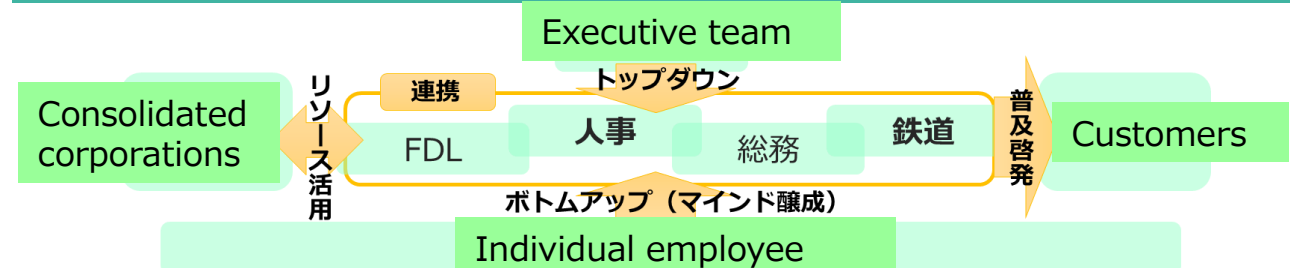 Executive team
トップダウン
連携
リソース活用
Consolidated
corporations
FDL
人事
総務
鉄道
普及啓発
Customers
ボトムアップ（マインド醸成）
Individual employee